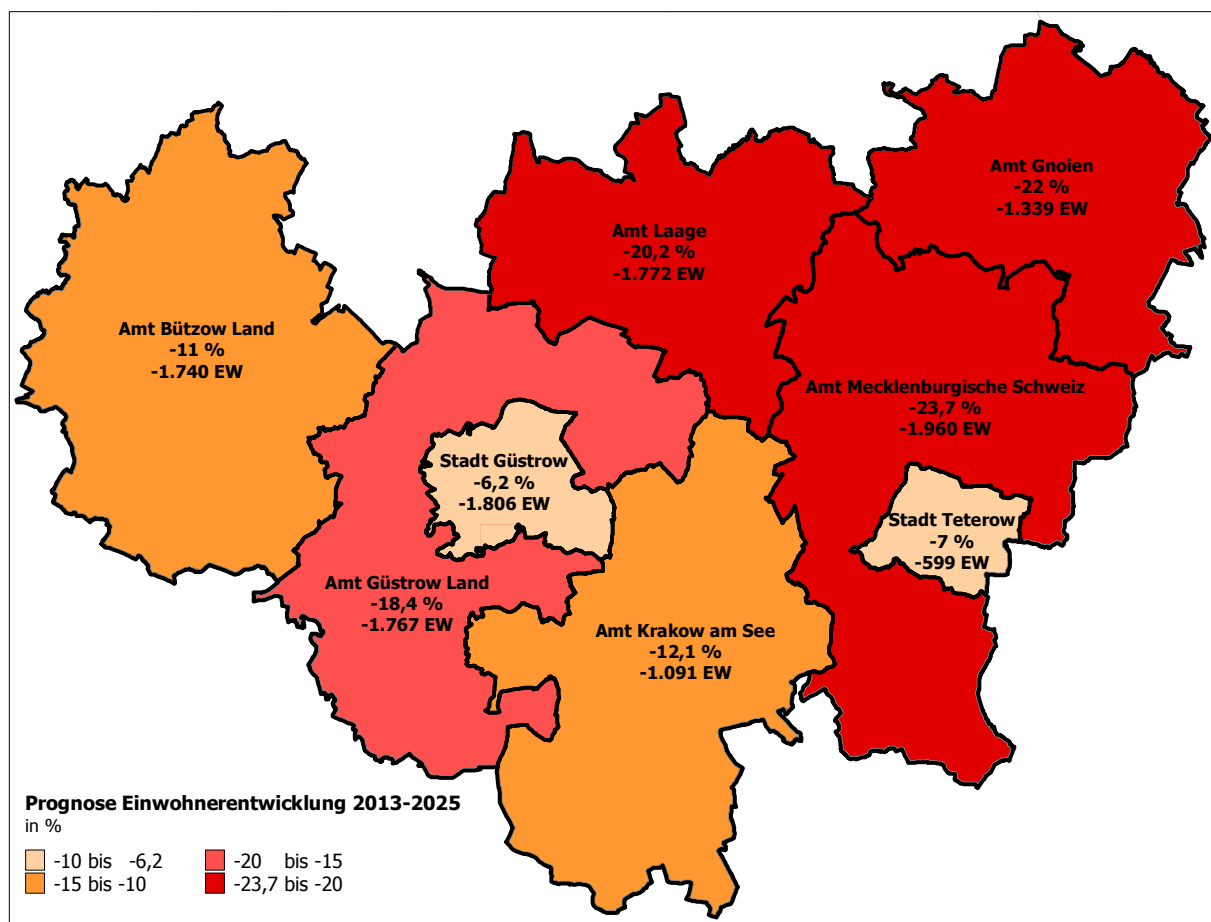 Amt Gnoien
-22 %
-1.339 EW
Amt Laage
-20,2 %
-1.772 EW
Amt Bützow Land
-11 %
-1.740 EW
Amt Mecklenburgische Schweiz
-23,7 %
-1.960 EW
Stadt Güstrow
-6,2 %
-1.806 EW
Stadt Teterow
-7 %
-599 EW
Amt Güstrow Land
-18,4 %
-1.767 EW
Amt Krakow am See
-12,1 %
-1.091 EW
Prognose Einwohnerentwicklung 2013-2025
in %
-10 bis -6,2
-15 bis -10
-20 bis -15
-23,7 bis -20